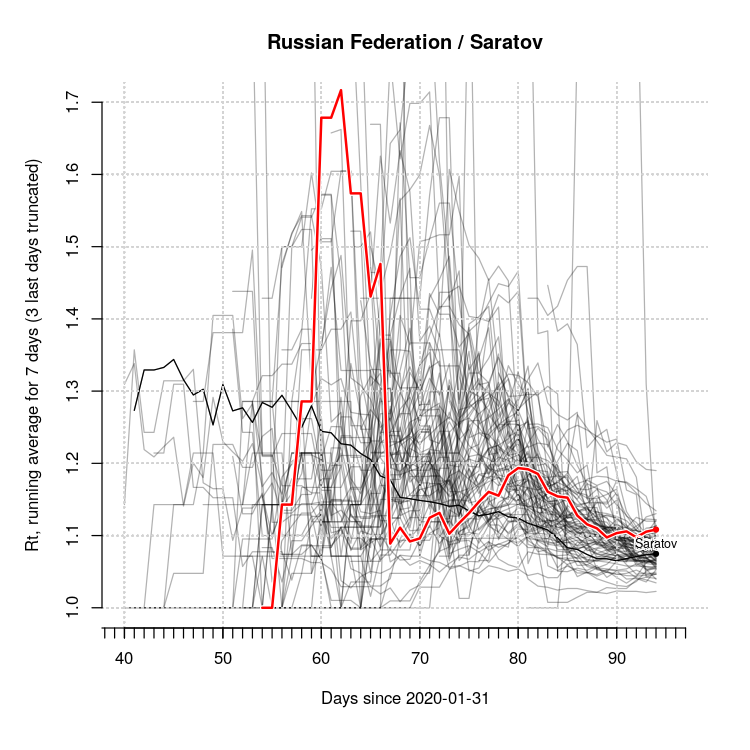 Russian Federation / Saratov
Rt, running average for 7 days (3 last days truncated)
1.7
1.6
1.5
1.4
1.3
1.2
1.1
1.0
Saratov
40 50 60 70 80 90
Days since 2020-01-31